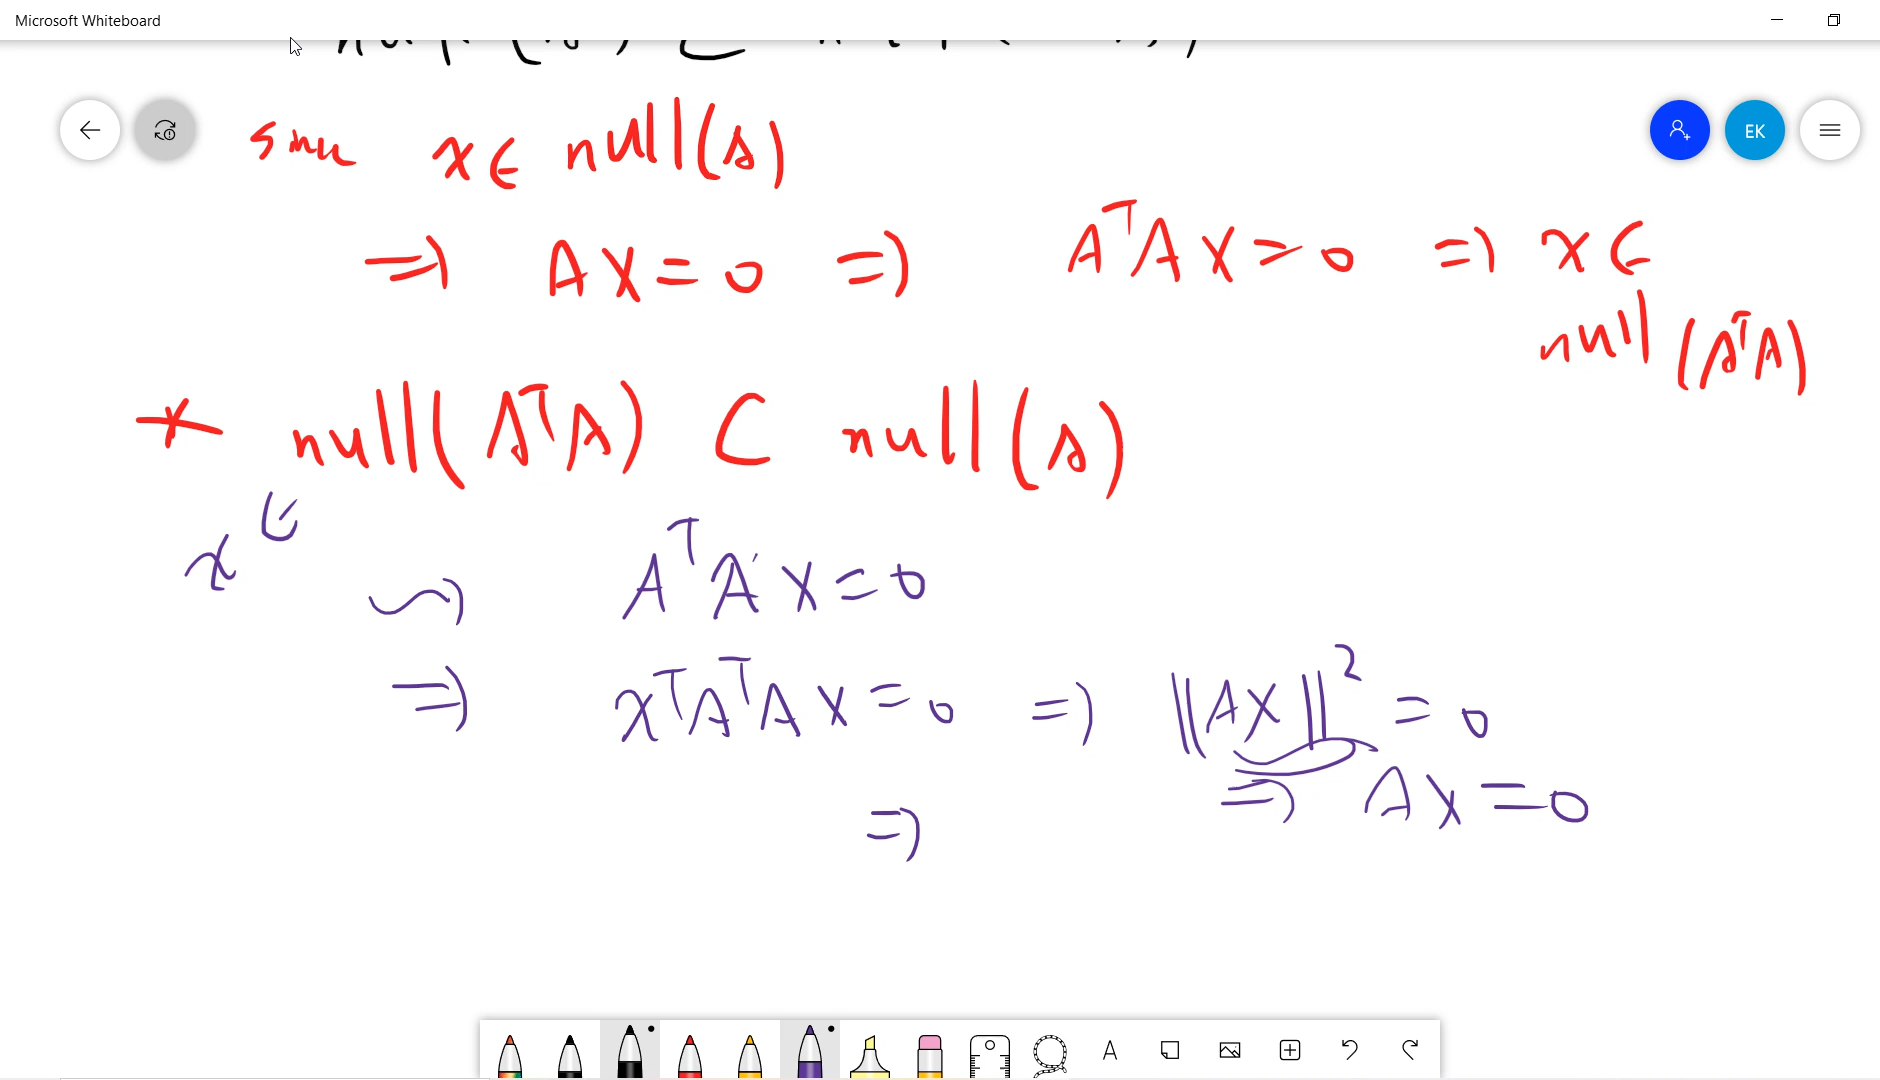 Microsoft Whiteboard
x ∈ null(A)
EK
⇒ AX = 0 ⇒ AᵀAX = 0 ⇒ x ∈
null(AᵀA)
* null(AᵀA) ⊂ null(A)
x ∈
⇒ AᵀAX = 0
⇒ xᵀAᵀAX = 0 ⇒ ||AX||² = 0
⇒ AX = 0
⇒